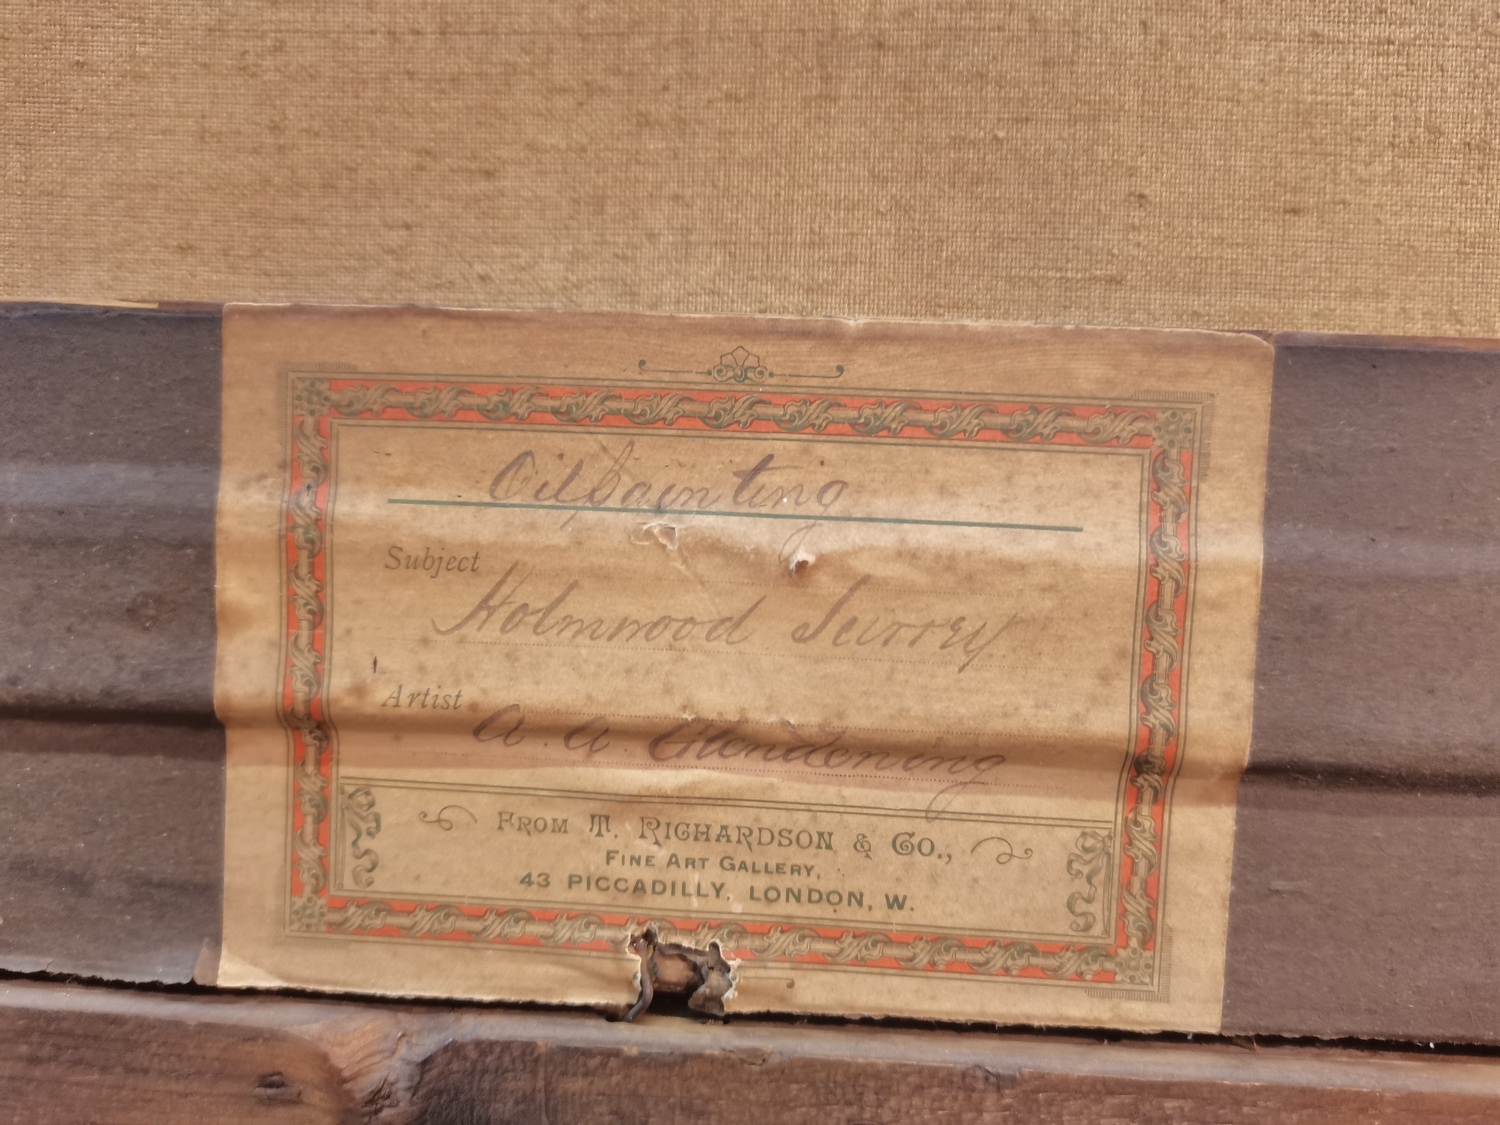 Oil painting
Subject
Holmwood Surrey
Artist
A. A. Glendening
FROM T. RICHARDSON & CO.,
FINE ART GALLERY,
43 PICCADILLY, LONDON, W.